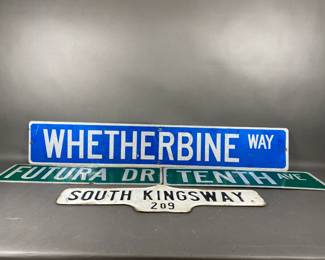 WHETHERBINE WAY
FUTURA DR TENTH AVE
SOUTH KINGSWAY
209